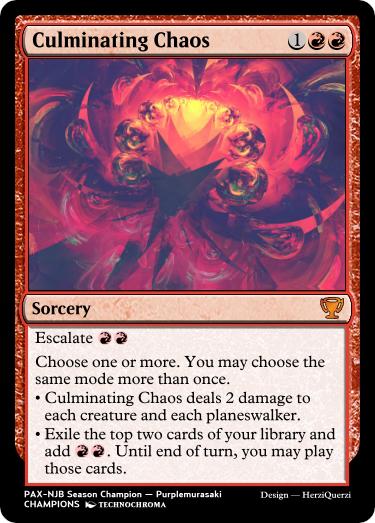 Culminating Chaos 1
Sorcery
Escalate
Choose one or more. You may choose the
same mode more than once.
• Culminating Chaos deals 2 damage to
each creature and each planeswalker.
• Exile the top two cards of your library and
add . Until end of turn, you may play
those cards.
PAX-NJB Season Champion — Purplemurasaki Design — HerziQuerzi
CHAMPIONS TECHNOCHROMA